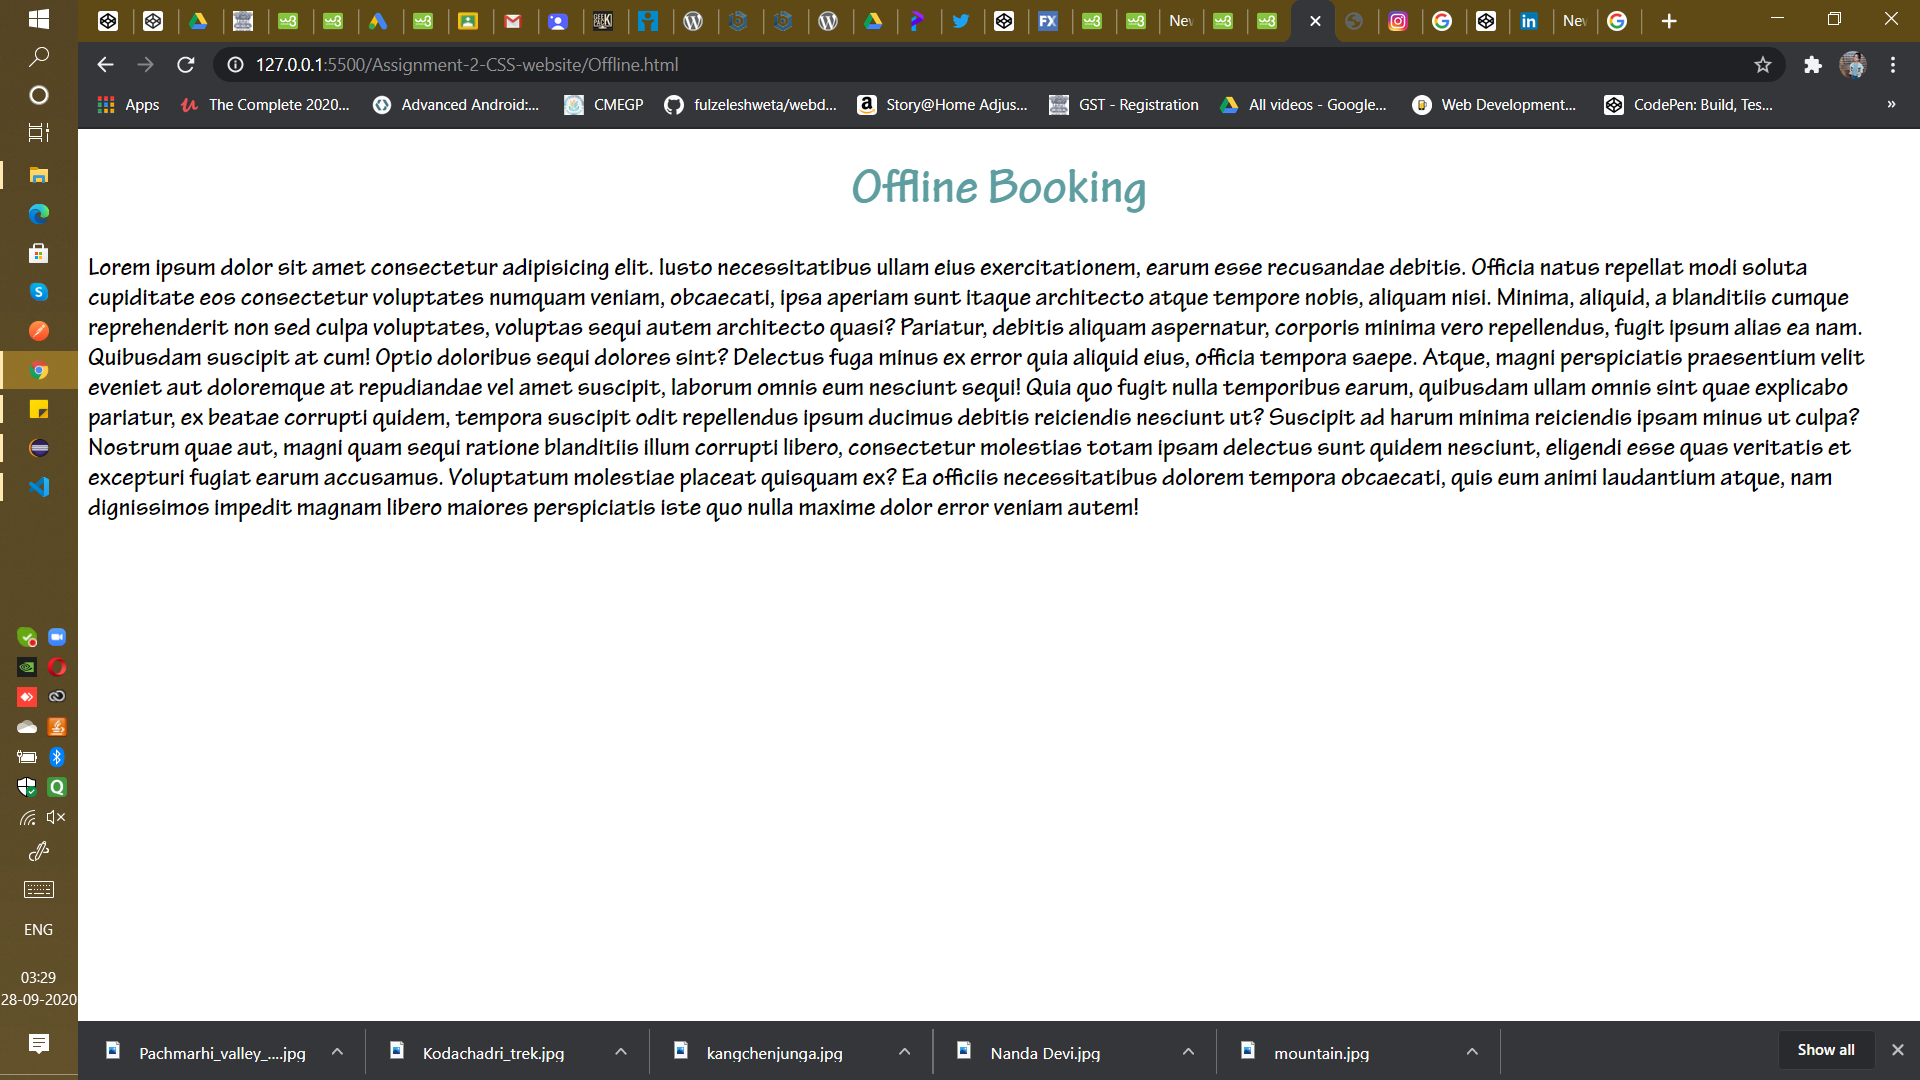 New
New
127.0.0.1:5500/Assignment-2-CSS-website/Offline.html
Apps
The Complete 2020...
Advanced Android:...
CMEGP
fulzeleshweta/webd...
Story@Home Adjus...
GST - Registration
All videos - Google...
Web Development...
CodePen: Build, Tes...
»
Offline Booking
Lorem ipsum dolor sit amet consectetur adipisicing elit. Iusto necessitatibus ullam eius exercitationem, earum esse recusandae debitis. Officia natus repellat modi soluta
cupiditate eos consectetur voluptates numquam veniam, obcaecati, ipsa aperiam sunt itaque architecto atque tempore nobis, aliquam nisi. Minima, aliquid, a blanditiis cumque
reprehenderit non sed culpa voluptates, voluptas sequi autem architecto quasi? Pariatur, debitis aliquam aspernatur, corporis minima vero repellendus, fugit ipsum alias ea nam.
Quibusdam suscipit at cum! Optio doloribus sequi dolores sint? Delectus fuga minus ex error quia aliquid eius, officia tempora saepe. Atque, magni perspiciatis praesentium velit
eveniet aut doloremque at repudiandae vel amet suscipit, laborum omnis eum nesciunt sequi! Quia quo fugit nulla temporibus earum, quibusdam ullam omnis sint quae explicabo
pariatur, ex beatae corrupti quidem, tempora suscipit odit repellendus ipsum ducimus debitis reiciendis nesciunt ut? Suscipit ad harum minima reiciendis ipsam minus ut culpa?
Nostrum quae aut, magni quam sequi ratione blanditiis illum corrupti libero, consectetur molestias totam ipsam delectus sunt quidem nesciunt, eligendi esse quas veritatis et
excepturi fugiat earum accusamus. Voluptatum molestiae placeat quisquam ex? Ea officiis necessitatibus dolorem tempora obcaecati, quis eum animi laudantium atque, nam
dignissimos impedit magnam libero maiores perspiciatis iste quo nulla maxime dolor error veniam autem!
ENG
03:29
28-09-2020
Pachmarhi_valley_....jpg
Kodachadri_trek.jpg
kangchenjunga.jpg
Nanda Devi.jpg
mountain.jpg
Show all